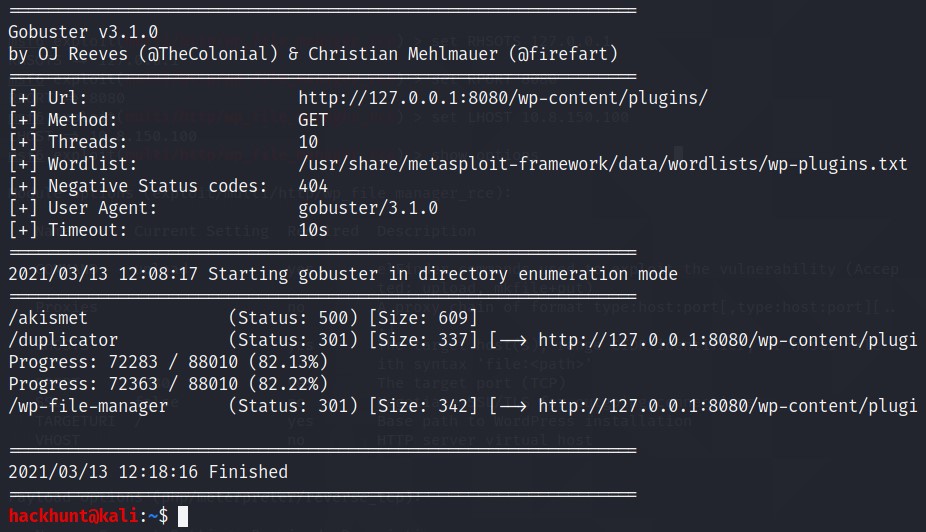 Gobuster v3.1.0
by OJ Reeves (@TheColonial) & Christian Mehlmauer (@firefart)
[+] Url: http://127.0.0.1:8080/wp-content/plugins/
[+] Method: GET
[+] Threads: 10
[+] Wordlist: /usr/share/metasploit-framework/data/wordlists/wp-plugins.txt
[+] Negative Status codes: 404
[+] User Agent: gobuster/3.1.0
[+] Timeout: 10s
2021/03/13 12:08:17 Starting gobuster in directory enumeration mode
/akismet (Status: 500) [Size: 609]
/duplicator (Status: 301) [Size: 337] [--> http://127.0.0.1:8080/wp-content/plugi
Progress: 72283 / 88010 (82.13%)
Progress: 72363 / 88010 (82.22%)
/wp-file-manager (Status: 301) [Size: 342] [--> http://127.0.0.1:8080/wp-content/plugi
2021/03/13 12:18:16 Finished
hackhunt@kali:~$